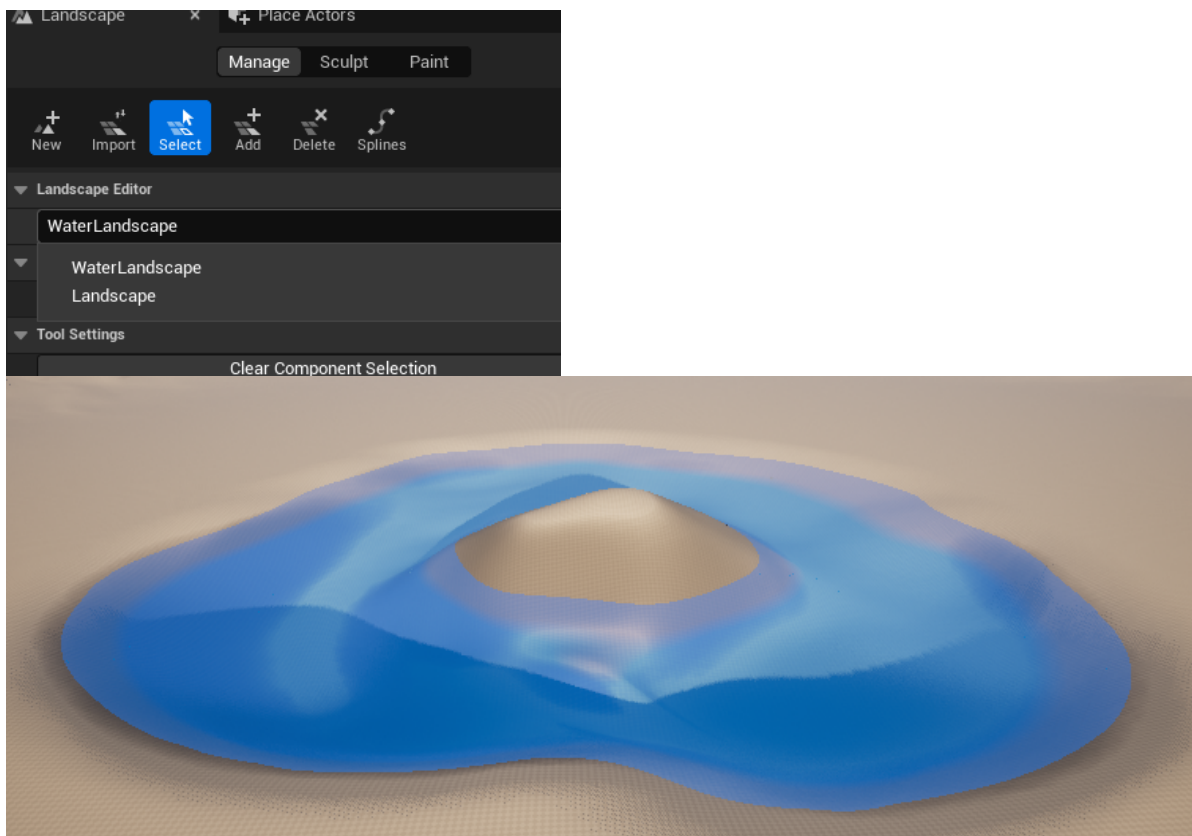 Landscape × Place Actors
Manage Sculpt Paint
New Import Select Add Delete Splines
Landscape Editor
WaterLandscape
WaterLandscape
Landscape
Tool Settings
Clear Component Selection